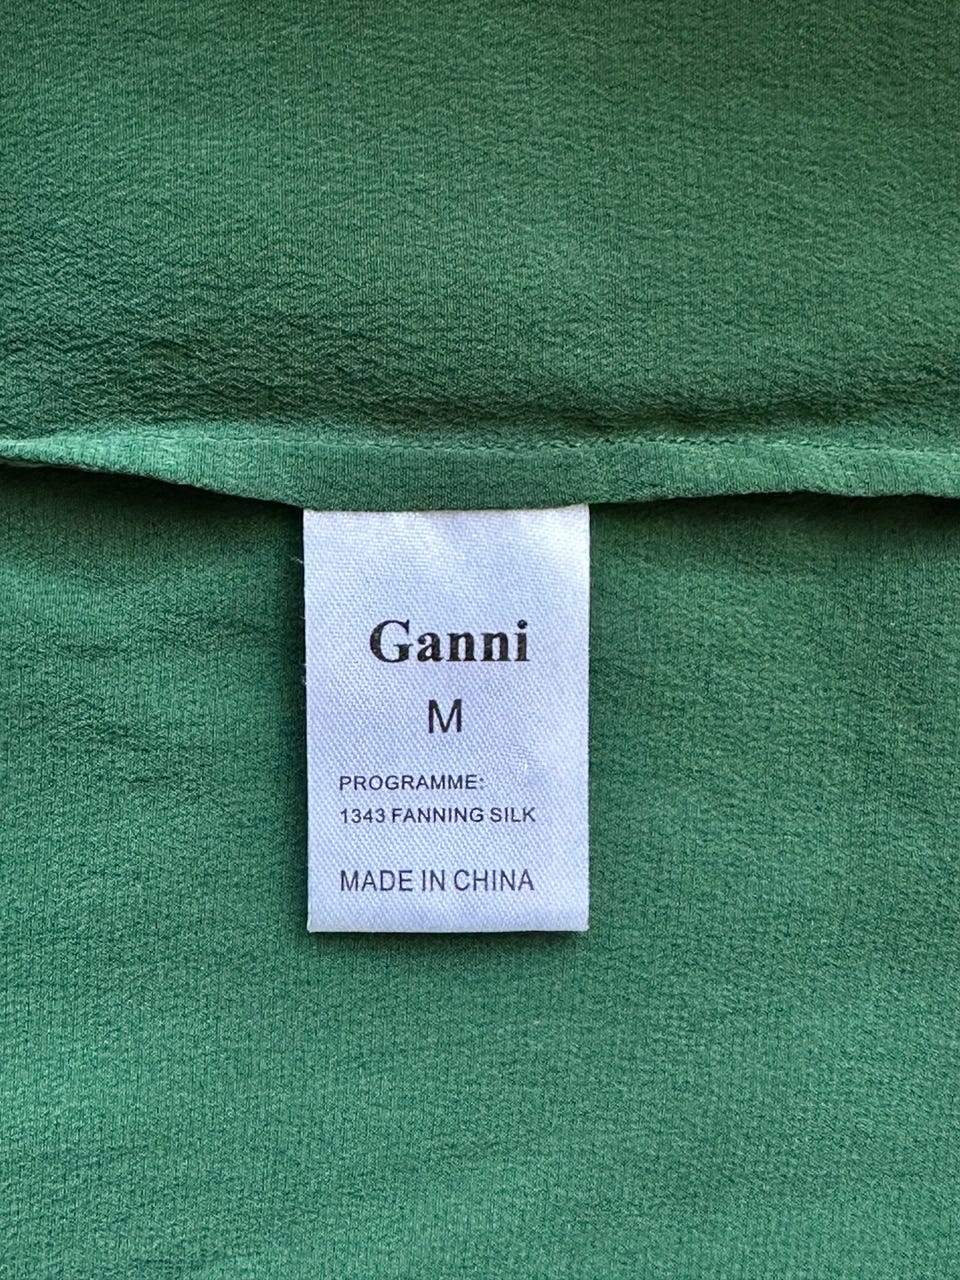 Ganni
M
PROGRAMME:
1343 FANNING SILK
MADE IN CHINA